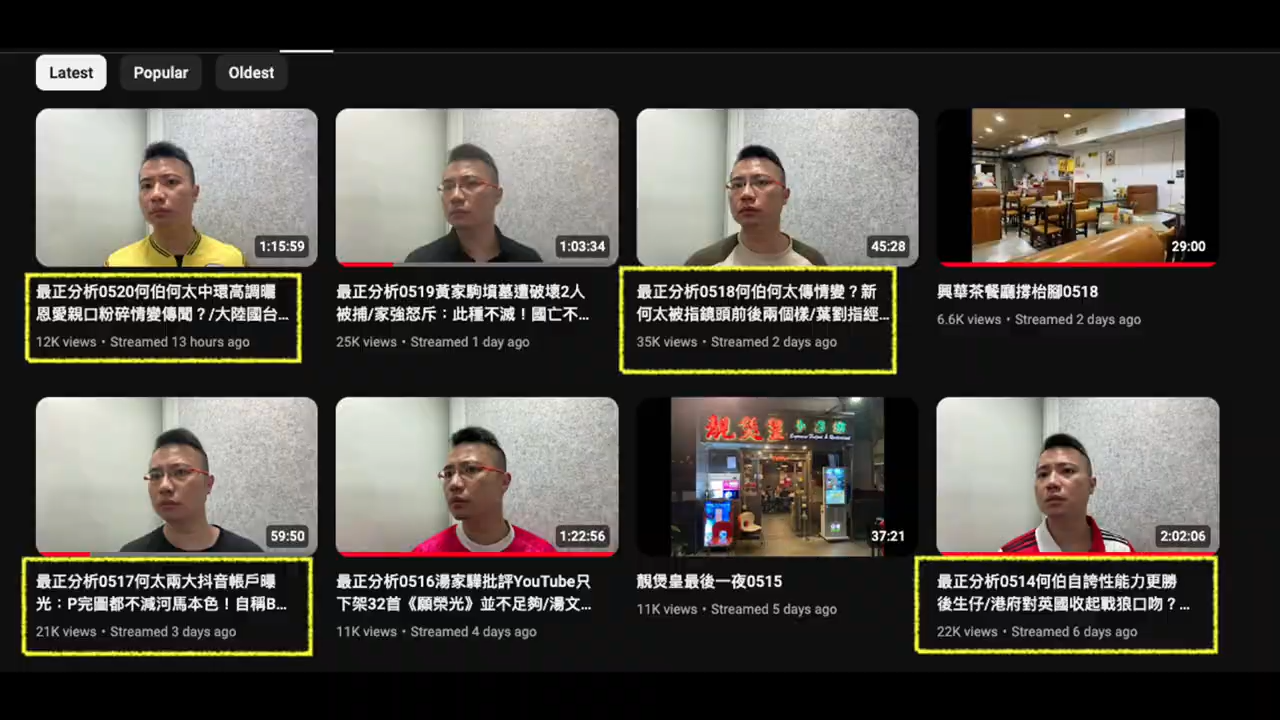 Latest
Popular
Oldest
1:15:59
1:03:34
45:28
29:00
最正分析0520何伯何太中環高調曬
恩愛親口粉碎情變傳聞？/大陸國台...
12K views・Streamed 13 hours ago
最正分析0519黃家駒墳墓遭破壞2人
被捕/家強怒斥：此種不滅！國亡不...
25K views・Streamed 1 day ago
最正分析0518何伯何太傳情變？新
何太被指鏡頭前後兩個樣/葉劉指經...
35K views・Streamed 2 days ago
興華茶餐廳撐枱腳0518
6.6K views・Streamed 2 days ago
59:50
1:22:56
靚煲皇
37:21
2:02:06
最正分析0517何太兩大抖音帳戶曝
光：P完圖都不減河馬本色！自稱B...
21K views・Streamed 3 days ago
最正分析0516湯家驊批評YouTube只
下架32首《願榮光》並不足夠/湯文...
11K views・Streamed 4 days ago
靚煲皇最後一夜0515
11K views・Streamed 5 days ago
最正分析0514何伯自誇性能力更勝
後生仔/港府對英國收起戰狼口吻？...
22K views・Streamed 6 days ago